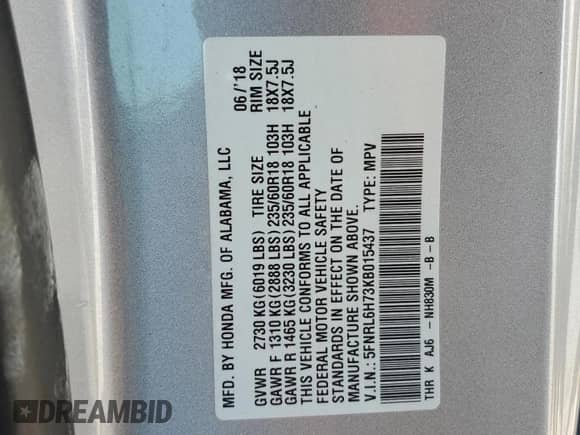 MFD. BY HONDA MFG. OF ALABAMA, LLC 06/'18
GVWR 2730 KG(6019 LBS) TIRE SIZE RIM SIZE
GAWR F 1310 KG(2888 LBS)235/60R18 103H 18X7.5J
GAWR R 1465 KG(3230 LBS)235/60R18 103H 18X7.5J
THIS VEHICLE CONFORMS TO ALL APPLICABLE
FEDERAL MOTOR VEHICLE SAFETY
STANDARDS IN EFFECT ON THE DATE OF
MANUFACTURE SHOWN ABOVE.
V.I.N.: 5FNRL6H73KB015437 TYPE: MPV
THR K AJ6 - NH830M -B - B
DREAMBID